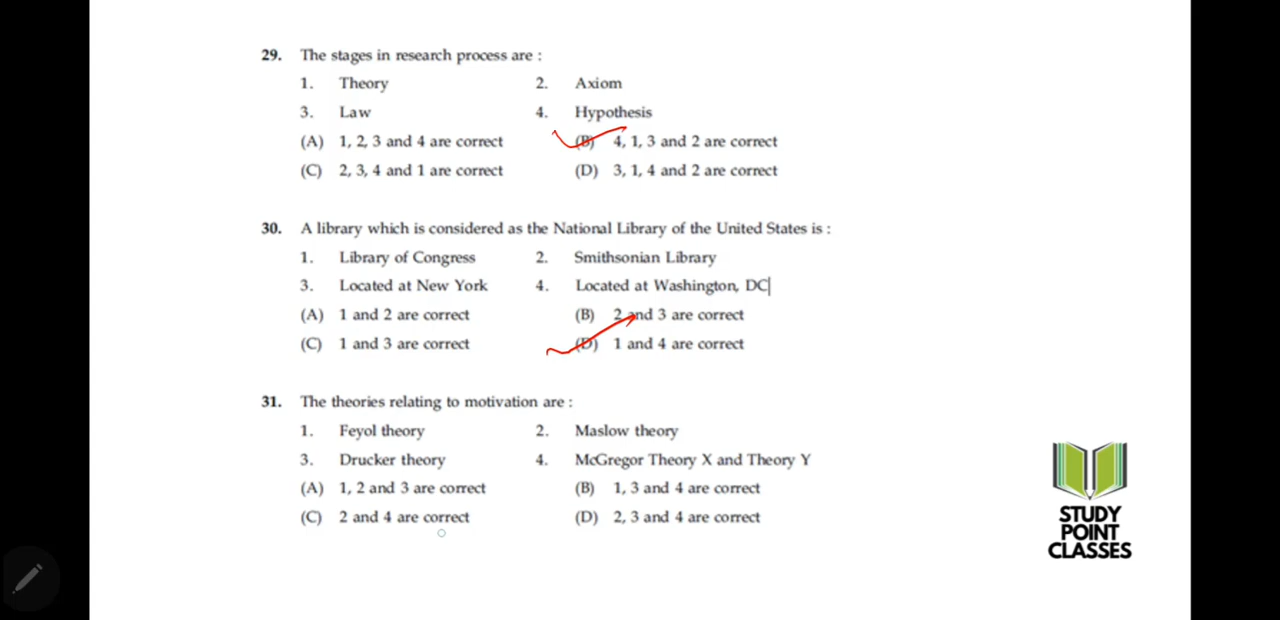 29. The stages in research process are :
1. Theory 2. Axiom
3. Law 4. Hypothesis
(A) 1, 2, 3 and 4 are correct (B) 4, 1, 3 and 2 are correct
(C) 2, 3, 4 and 1 are correct (D) 3, 1, 4 and 2 are correct
30. A library which is considered as the National Library of the United States is :
1. Library of Congress 2. Smithsonian Library
3. Located at New York 4. Located at Washington, DC
(A) 1 and 2 are correct (B) 2 and 3 are correct
(C) 1 and 3 are correct (D) 1 and 4 are correct
31. The theories relating to motivation are :
1. Feyol theory 2. Maslow theory
3. Drucker theory 4. McGregor Theory X and Theory Y
(A) 1, 2 and 3 are correct (B) 1, 3 and 4 are correct
(C) 2 and 4 are correct (D) 2, 3 and 4 are correct
STUDY
POINT
CLASSES